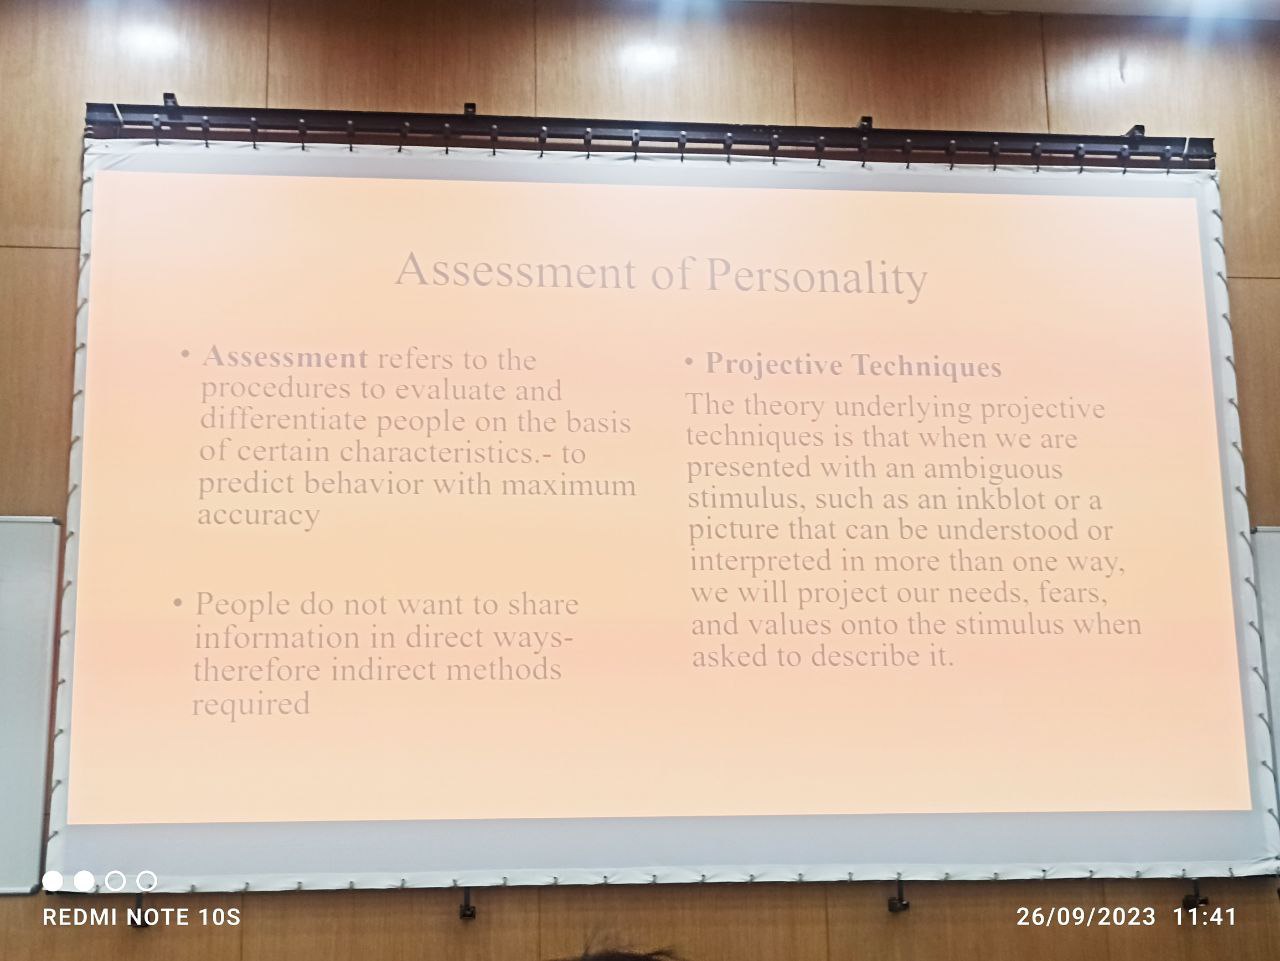 Assessment of Personality
• Assessment refers to the
procedures to evaluate and
differentiate people on the basis
of certain characteristics.- to
predict behavior with maximum
accuracy
• People do not want to share
information in direct ways-
therefore indirect methods
required
• Projective Techniques
The theory underlying projective
techniques is that when we are
presented with an ambiguous
stimulus, such as an inkblot or a
picture that can be understood or
interpreted in more than one way,
we will project our needs, fears,
and values onto the stimulus when
asked to describe it.
REDMI NOTE 10S
26/09/2023 11:41